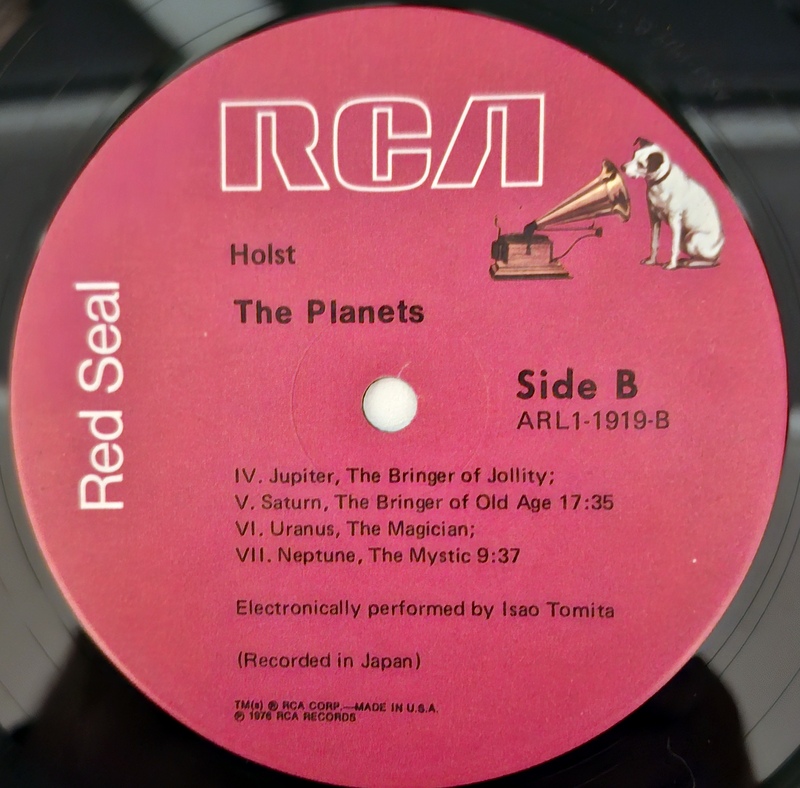 RCA
Holst
The Planets
Red Seal
Side B
ARL1-1919-B
IV. Jupiter, The Bringer of Jollity;
V. Saturn, The Bringer of Old Age 17:35
VI. Uranus, The Magician;
VII. Neptune, The Mystic 9:37
Electronically performed by Isao Tomita
(Recorded in Japan)
TM(s) ® RCA CORP.—MADE IN U.S.A.
℗ 1976 RCA RECORDS